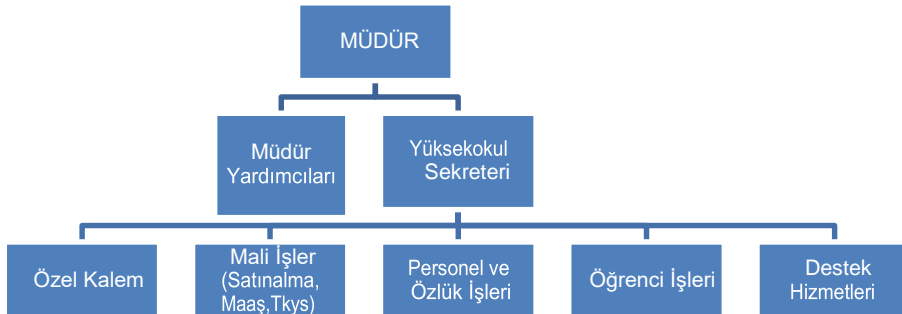 MÜDÜR
Müdür
Yardımcıları
Yüksekokul
Sekreteri
Özel Kalem
Mali İşler
(Satınalma,
Maaş,Tkys)
Personel ve
Özlük İşleri
Öğrenci İşleri
Destek
Hizmetleri